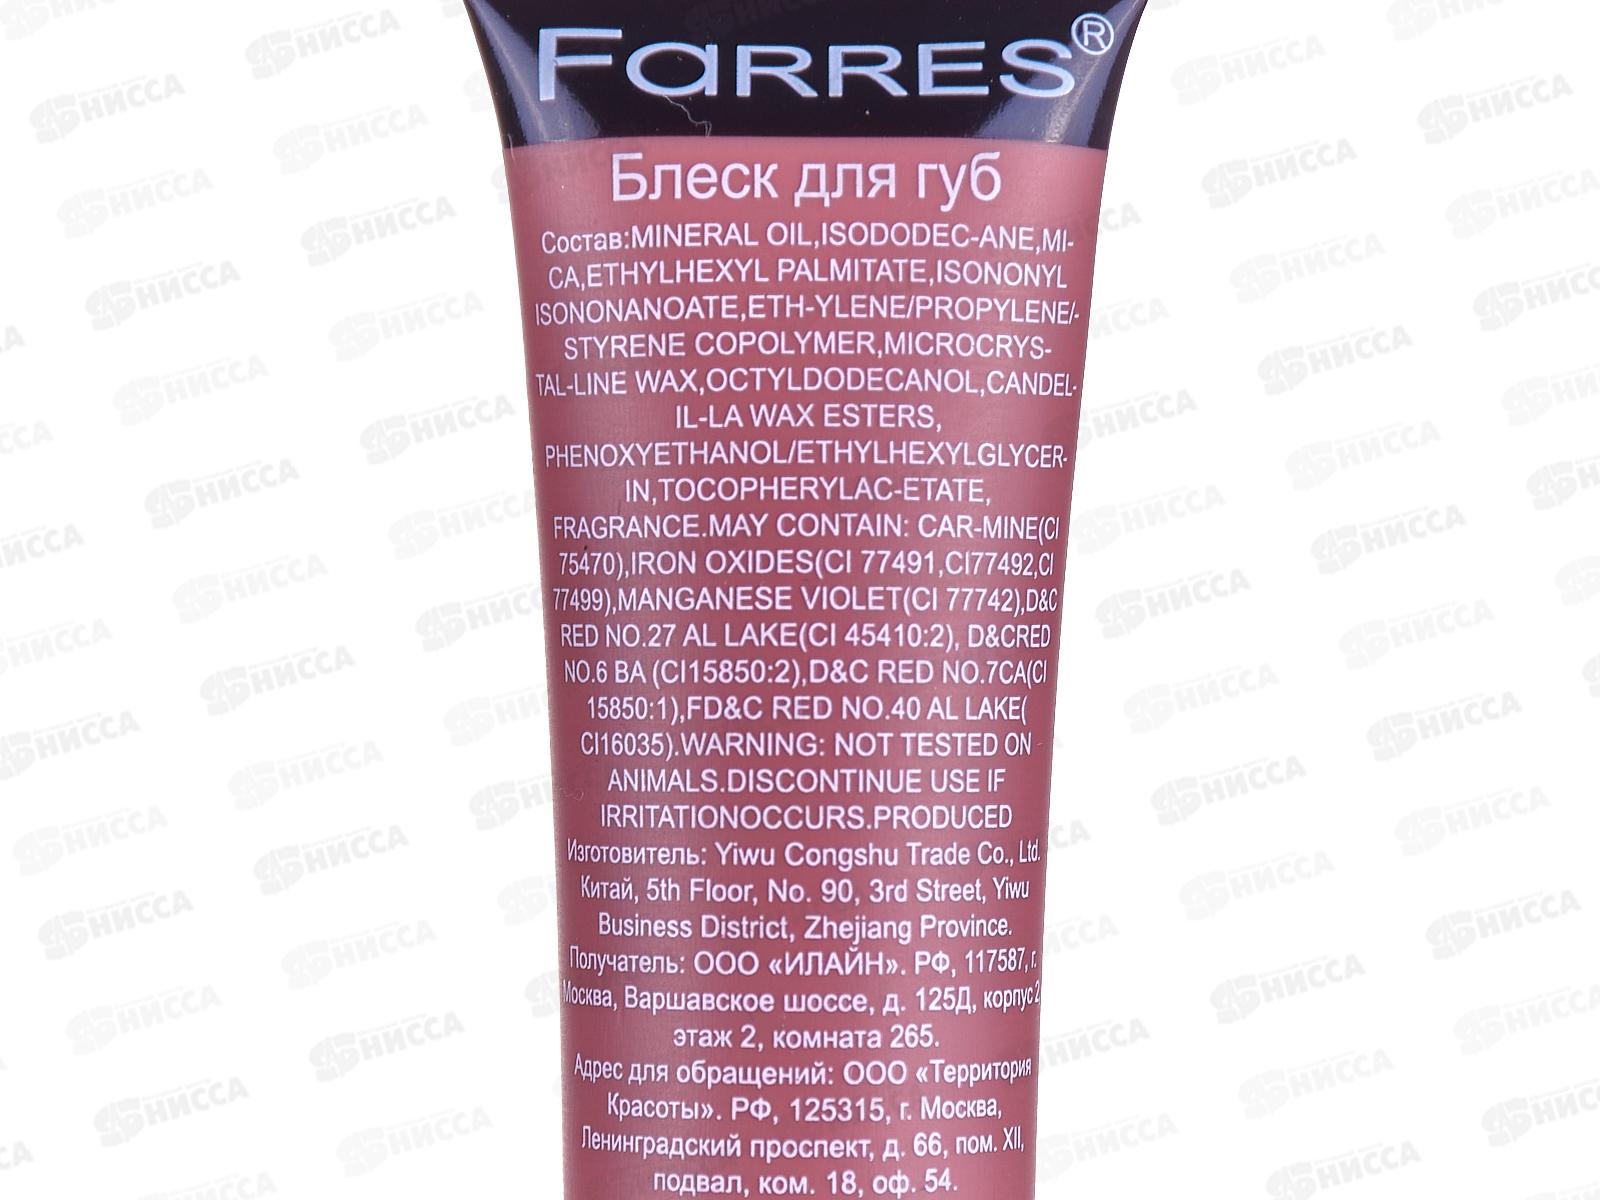 FARRES®
Блеск для губ
Состав:MINERAL OIL,ISODODEC-ANE,MI-
CA,ETHYLHEXYL PALMITATE,ISONONYL
ISONONANOATE,ETH-YLENE/PROPYLENE/-
STYRENE COPOLYMER,MICROCRYS-
TAL-LINE WAX,OCTYLDODECANOL,CANDEL-
IL-LA WAX ESTERS,
PHENOXYETHANOL/ETHYLHEXYLGLYCER-
IN,TOCOPHERYLAC-ETATE,
FRAGRANCE.MAY CONTAIN: CAR-MINE(CI
75470),IRON OXIDES(CI 77491,CI77492,CI
77499),MANGANESE VIOLET(CI 77742),D&C
RED NO.27 AL LAKE(CI 45410:2), D&CRED
NO.6 BA (CI15850:2),D&C RED NO.7CA(CI
15850:1),FD&C RED NO.40 AL LAKE(
CI16035).WARNING: NOT TESTED ON
ANIMALS.DISCONTINUE USE IF
IRRITATIONOCCURS.PRODUCED
Изготовитель: Yiwu Congshu Trade Co., Ltd.
Китай, 5th Floor, No. 90, 3rd Street, Yiwu
Business District, Zhejiang Province.
Получатель: ООО «ИЛАЙН». РФ, 117587, г.
Москва, Варшавское шоссе, д. 125Д, корпус 2
этаж 2, комната 265.
Адрес для обращений: ООО «Территория
Красоты». РФ, 125315, г. Москва,
Ленинградский проспект, д. 66, пом. XII,
подвал, ком. 18, оф. 54.